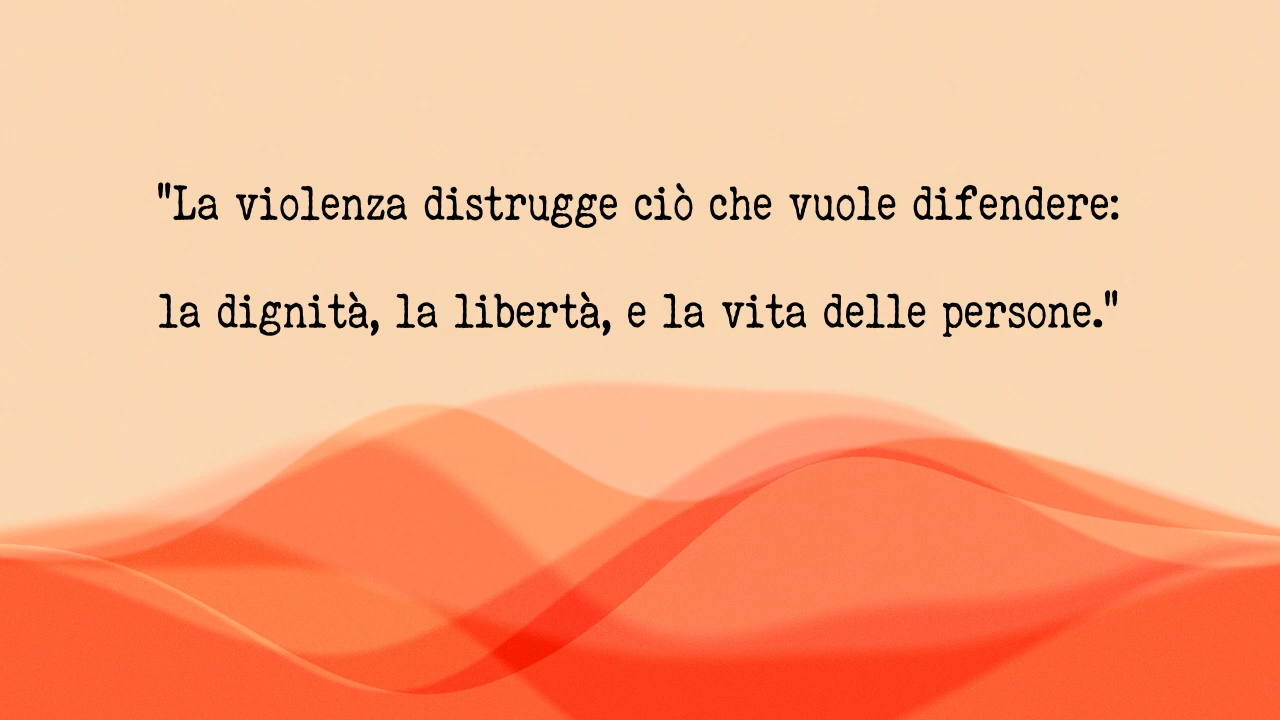 "La violenza distrugge ciò che vuole difendere:
la dignità, la libertà, e la vita delle persone."